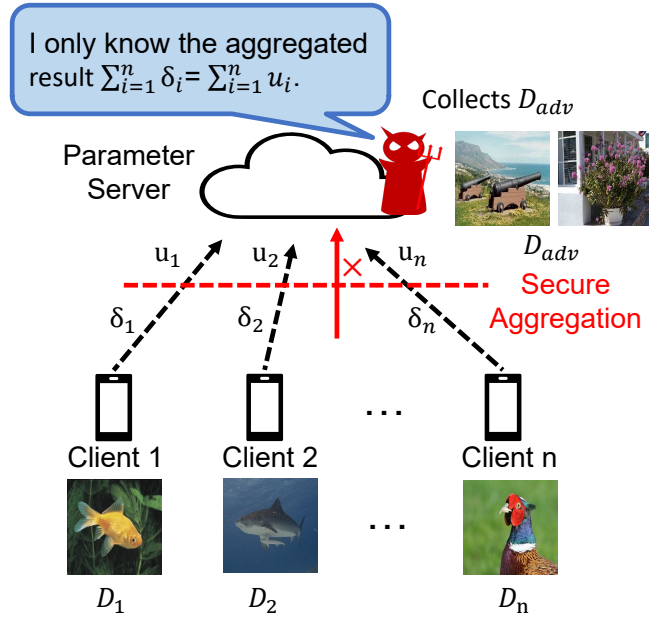 I only know the aggregated
result ∑ⁿᵢ₌₁ δᵢ= ∑ⁿᵢ₌₁ uᵢ.
Collects D_adv
Parameter
Server
D_adv
u₁ u₂ × uₙ
Secure
Aggregation
δ₁ δ₂ δₙ
...
Client 1 Client 2 Client n
...
D₁ D₂ Dₙ